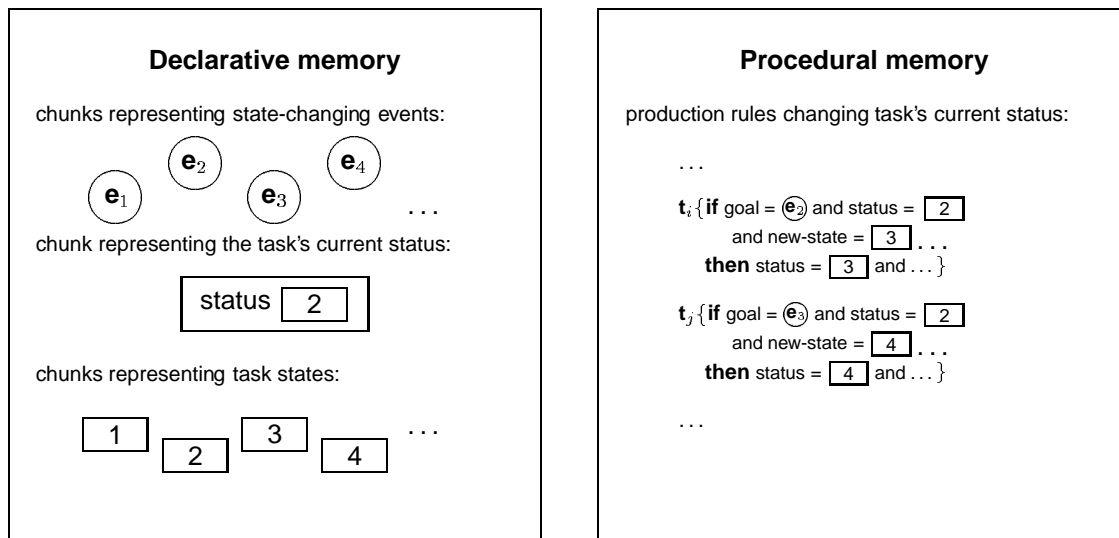 Declarative memory
chunks representing state-changing events:
e₁ e₂ e₃ e₄ ...
chunk representing the task's current status:
status 2
chunks representing task states:
1 2 3 4 ...
Procedural memory
production rules changing task's current status:
...
tᵢ{if goal = e₂ and status = 2
and new-state = 3 ...
then status = 3 and ...}
tⱼ{if goal = e₃ and status = 2
and new-state = 4 ...
then status = 4 and ...}
...